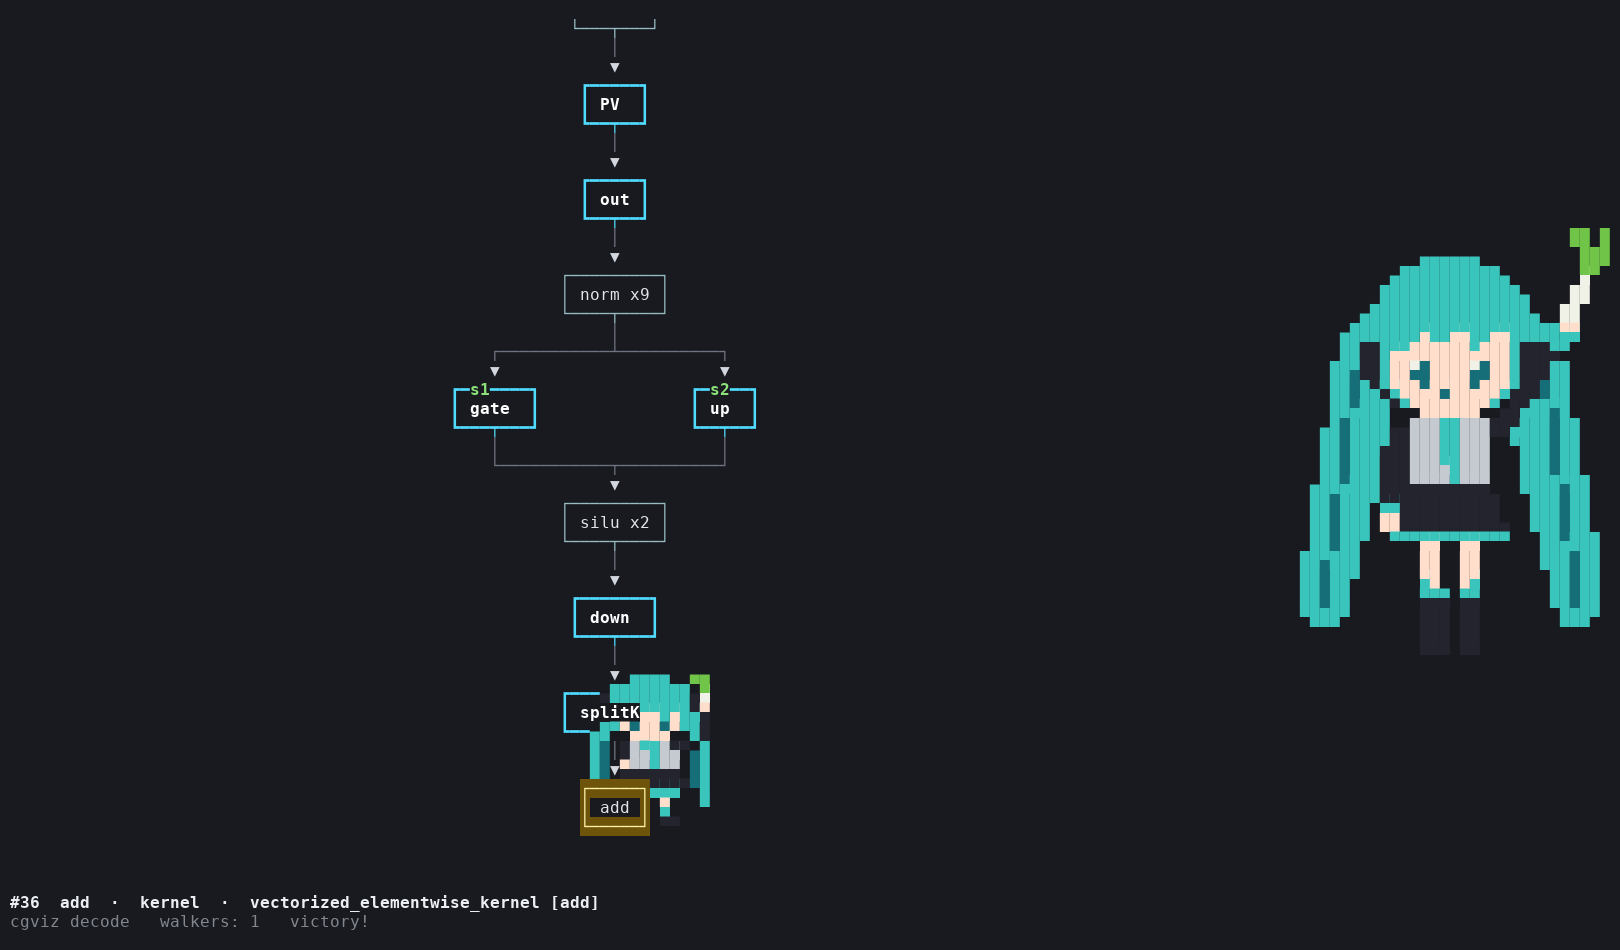 PV
out
norm x9
s1 s2
gate up
silu x2
down
splitK
add
#36 add · kernel · vectorized_elementwise_kernel [add]
cgviz decode walkers: 1 victory!